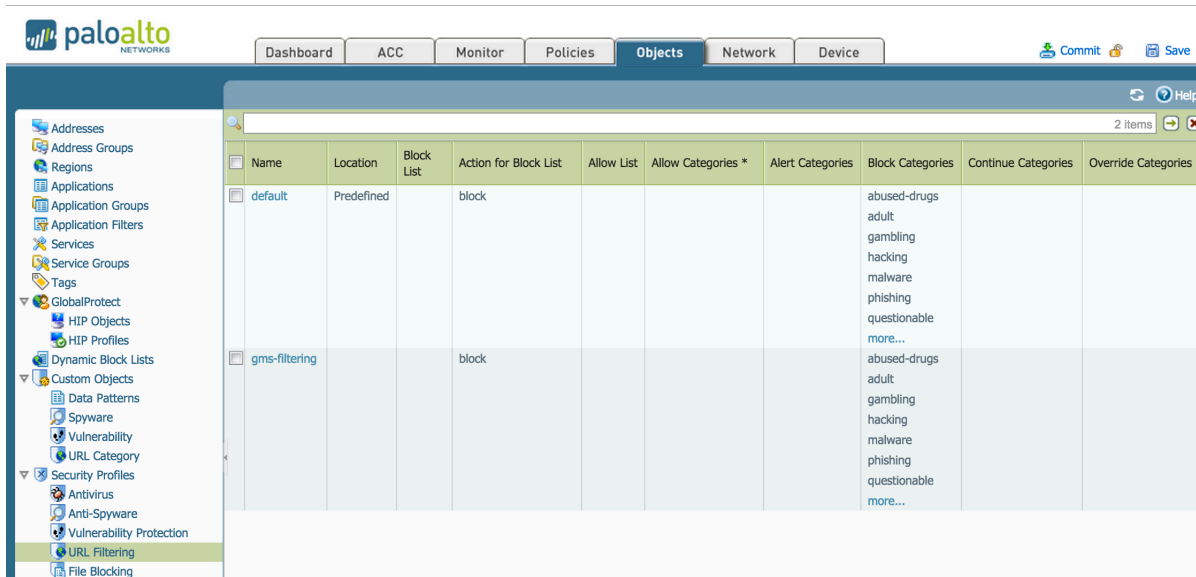 paloalto
NETWORKS
Dashboard ACC Monitor Policies Objects Network Device Commit Save
Help
2 items
Name Location Block List Action for Block List Allow List Allow Categories * Alert Categories Block Categories Continue Categories Override Categories
default Predefined block abused-drugs
adult
gambling
hacking
malware
phishing
questionable
more...
gms-filtering block abused-drugs
adult
gambling
hacking
malware
phishing
questionable
more...
Addresses
Address Groups
Regions
Applications
Application Groups
Application Filters
Services
Service Groups
Tags
GlobalProtect
HIP Objects
HIP Profiles
Dynamic Block Lists
Custom Objects
Data Patterns
Spyware
Vulnerability
URL Category
Security Profiles
Antivirus
Anti-Spyware
Vulnerability Protection
URL Filtering
File Blocking